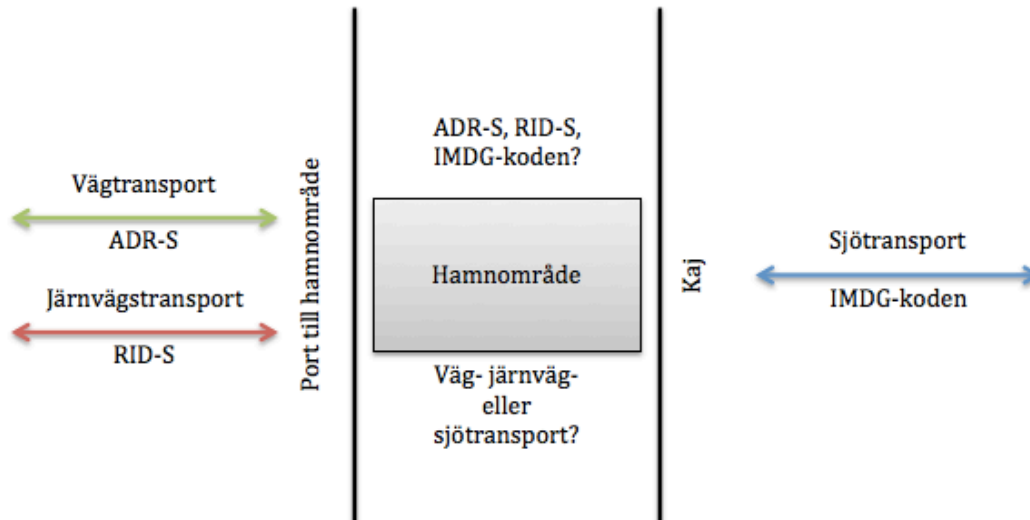 Vägtransport
ADR-S
Järnvägstransport
RID-S
Port till hamnområde
ADR-S, RID-S,
IMDG-koden?
Hamnområde
Väg- järnväg-
eller
sjötransport?
Kaj
Sjötransport
IMDG-koden